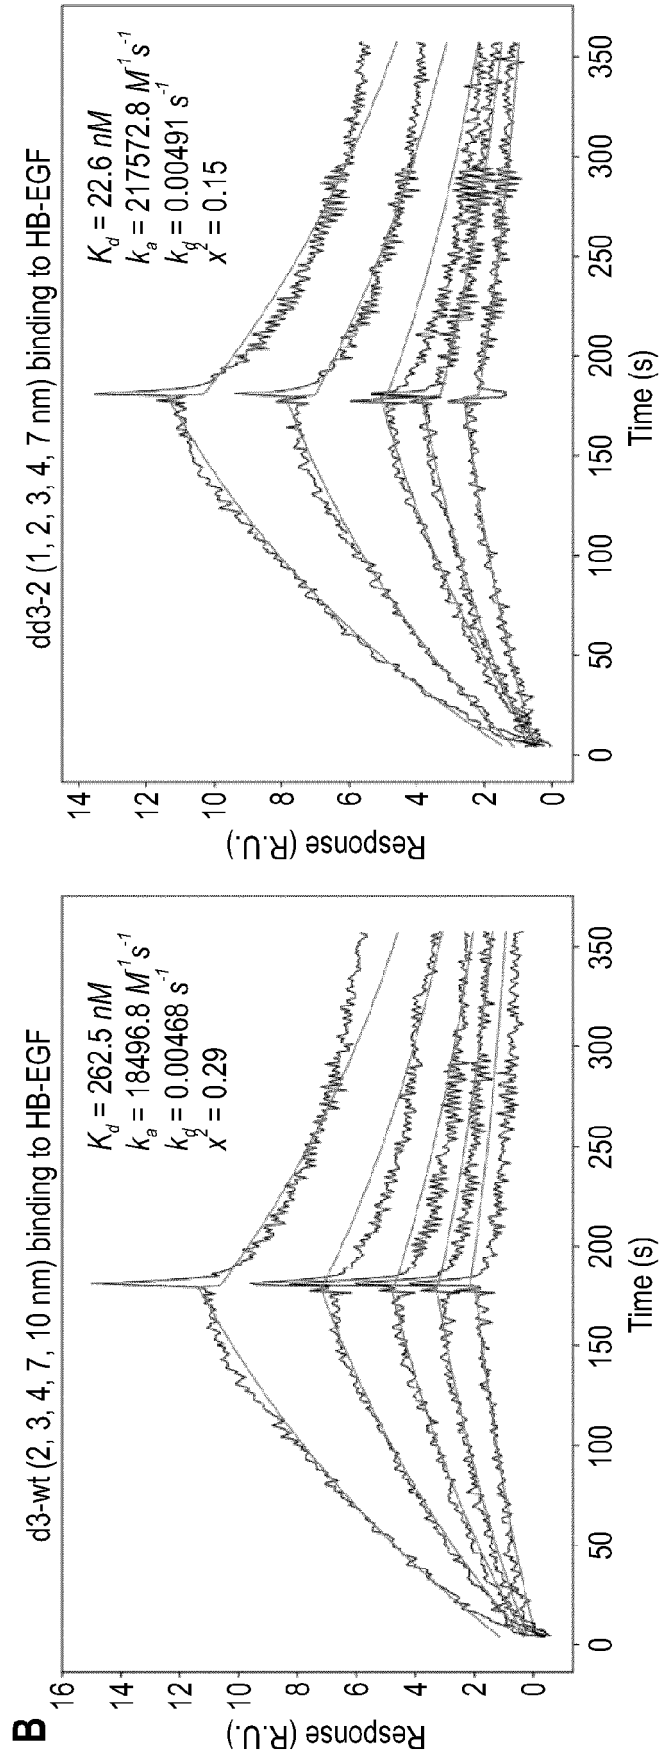 B
d3-wt (2, 3, 4, 7, 10 nm) binding to HB-EGF
K_d = 262.5 nM
k_a = 18496.8 M⁻¹s⁻¹
k_d = 0.00468 s⁻¹
x² = 0.29
16
14
12
10
8
6
4
2
0
Response (R.U.)
0 50 100 150 200 250 300 350
Time (s)
dd3-2 (1, 2, 3, 4, 7 nm) binding to HB-EGF
K_d = 22.6 nM
k_a = 217572.8 M⁻¹s⁻¹
k_d = 0.00491 s⁻¹
x² = 0.15
14
12
10
8
6
4
2
0
Response (R.U.)
0 50 100 150 200 250 300 350
Time (s)